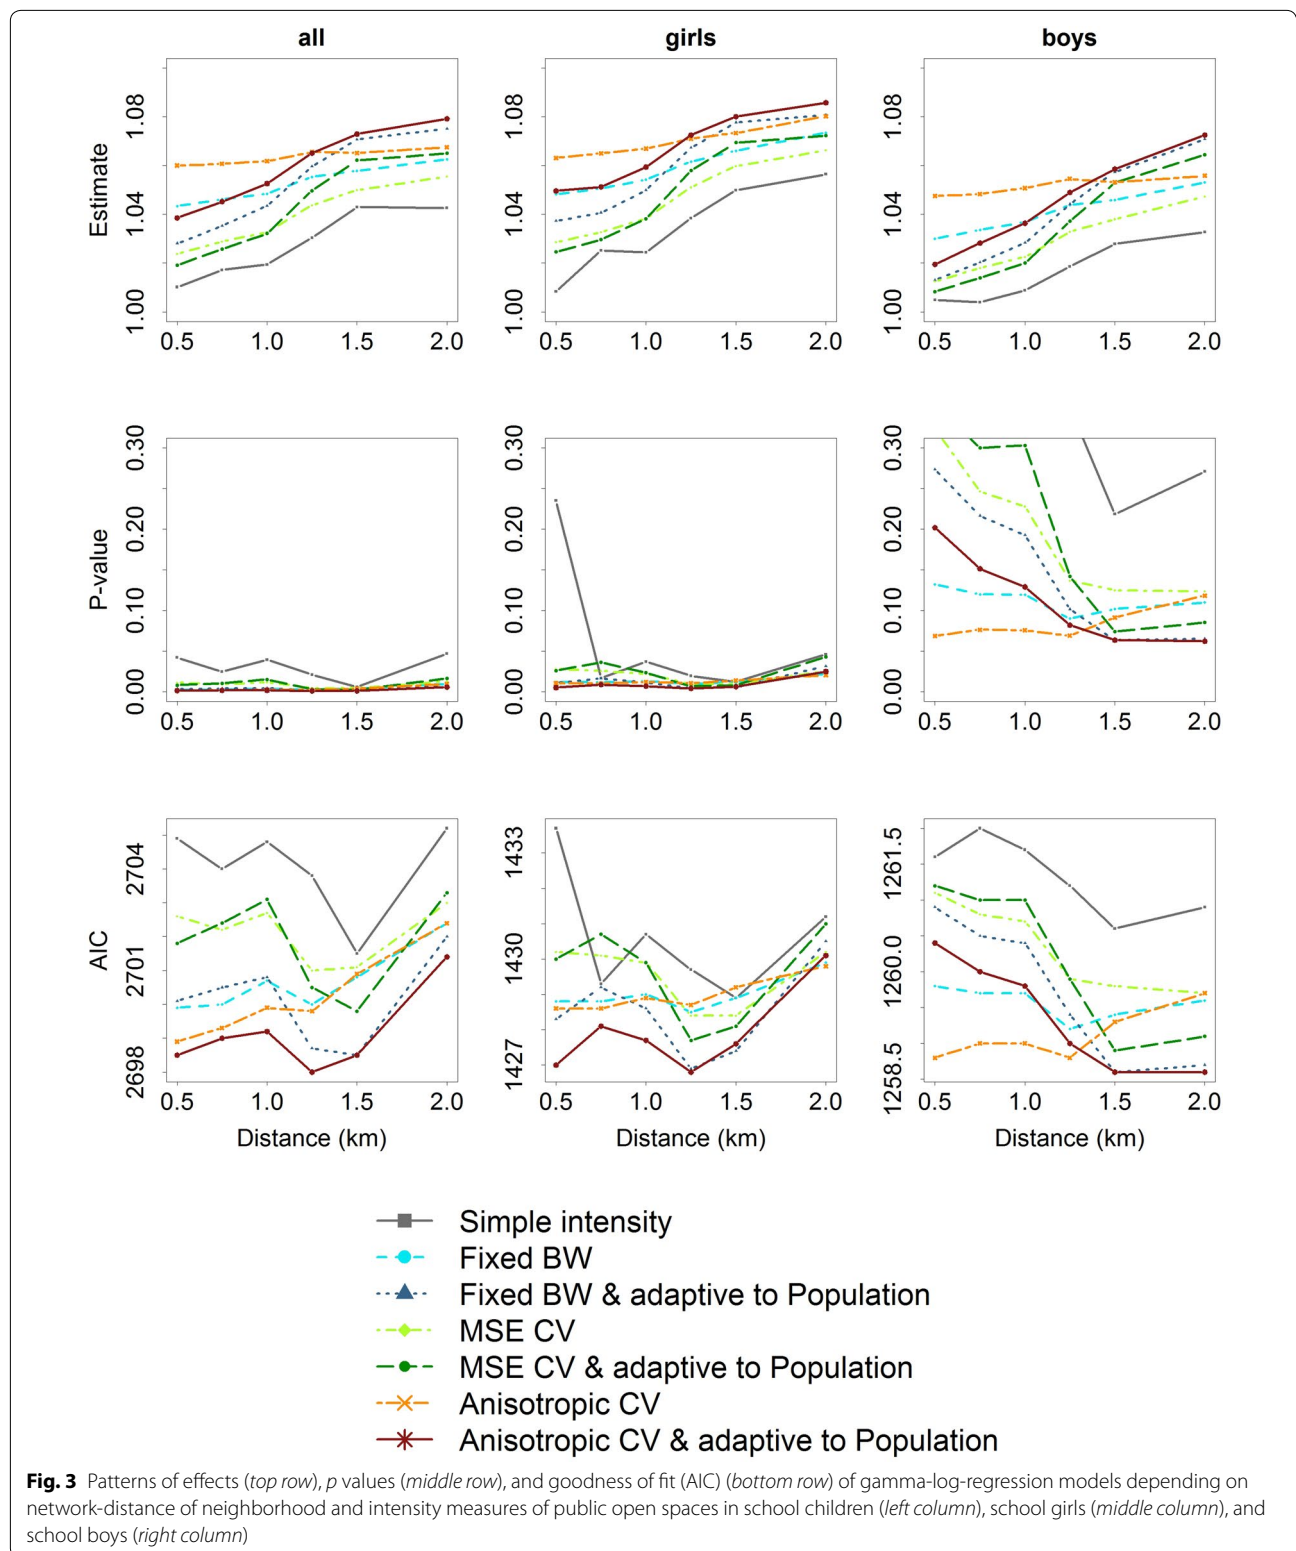 all girls boys
Estimate
1.00 1.04 1.08
1.00 1.04 1.08
1.00 1.04 1.08
0.5 1.0 1.5 2.0
0.5 1.0 1.5 2.0
0.5 1.0 1.5 2.0
P-value
0.00 0.10 0.20 0.30
0.00 0.10 0.20 0.30
0.00 0.10 0.20 0.30
0.5 1.0 1.5 2.0
0.5 1.0 1.5 2.0
0.5 1.0 1.5 2.0
AIC
2698 2701 2704
1427 1430 1433
1258.5 1260.0 1261.5
0.5 1.0 1.5 2.0
0.5 1.0 1.5 2.0
0.5 1.0 1.5 2.0
Distance (km) Distance (km) Distance (km)
Simple intensity
Fixed BW
Fixed BW & adaptive to Population
MSE CV
MSE CV & adaptive to Population
Anisotropic CV
Anisotropic CV & adaptive to Population
Fig. 3 Patterns of effects (top row), p values (middle row), and goodness of fit (AIC) (bottom row) of gamma-log-regression models depending on
network-distance of neighborhood and intensity measures of public open spaces in school children (left column), school girls (middle column), and
school boys (right column)